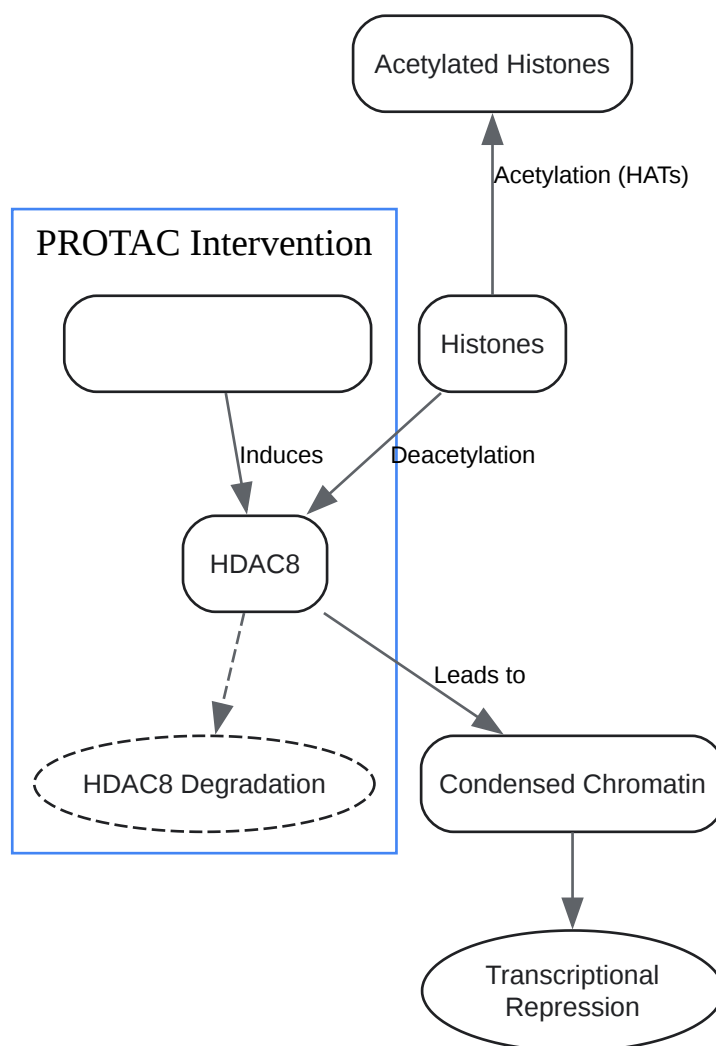 Acetylated Histones
Acetylation (HATs)
PROTAC Intervention
Histones
Induces
Deacetylation
HDAC8
Leads to
HDAC8 Degradation
Condensed Chromatin
Transcriptional
Repression